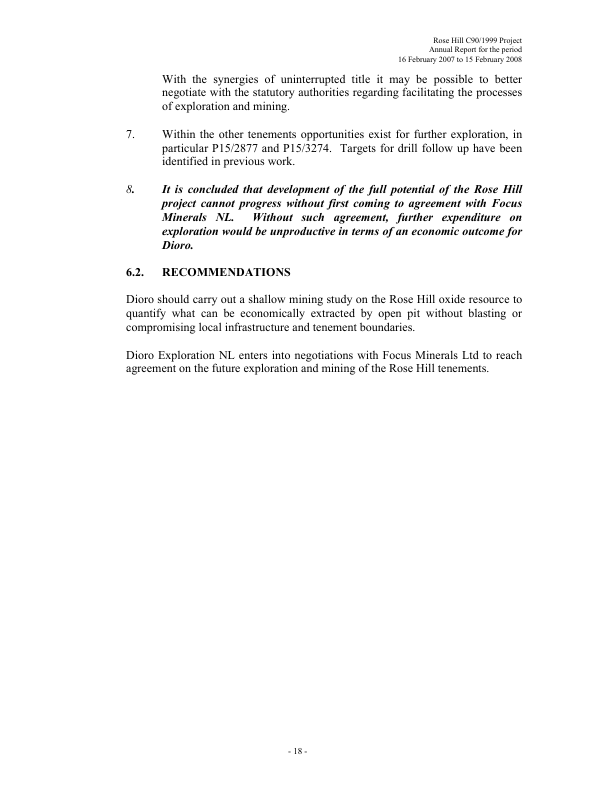 Rose Hill C90/1999 Project
Annual Report for the period
16 February 2007 to 15 February 2008
With the synergies of uninterrupted title it may be possible to better
negotiate with the statutory authorities regarding facilitating the processes
of exploration and mining.
7. Within the other tenements opportunities exist for further exploration, in
particular P15/2877 and P15/3274. Targets for drill follow up have been
identified in previous work.
8. It is concluded that development of the full potential of the Rose Hill
project cannot progress without first coming to agreement with Focus
Minerals NL. Without such agreement, further expenditure on
exploration would be unproductive in terms of an economic outcome for
Dioro.
6.2. RECOMMENDATIONS
Dioro should carry out a shallow mining study on the Rose Hill oxide resource to
quantify what can be economically extracted by open pit without blasting or
compromising local infrastructure and tenement boundaries.
Dioro Exploration NL enters into negotiations with Focus Minerals Ltd to reach
agreement on the future exploration and mining of the Rose Hill tenements.
- 18 -